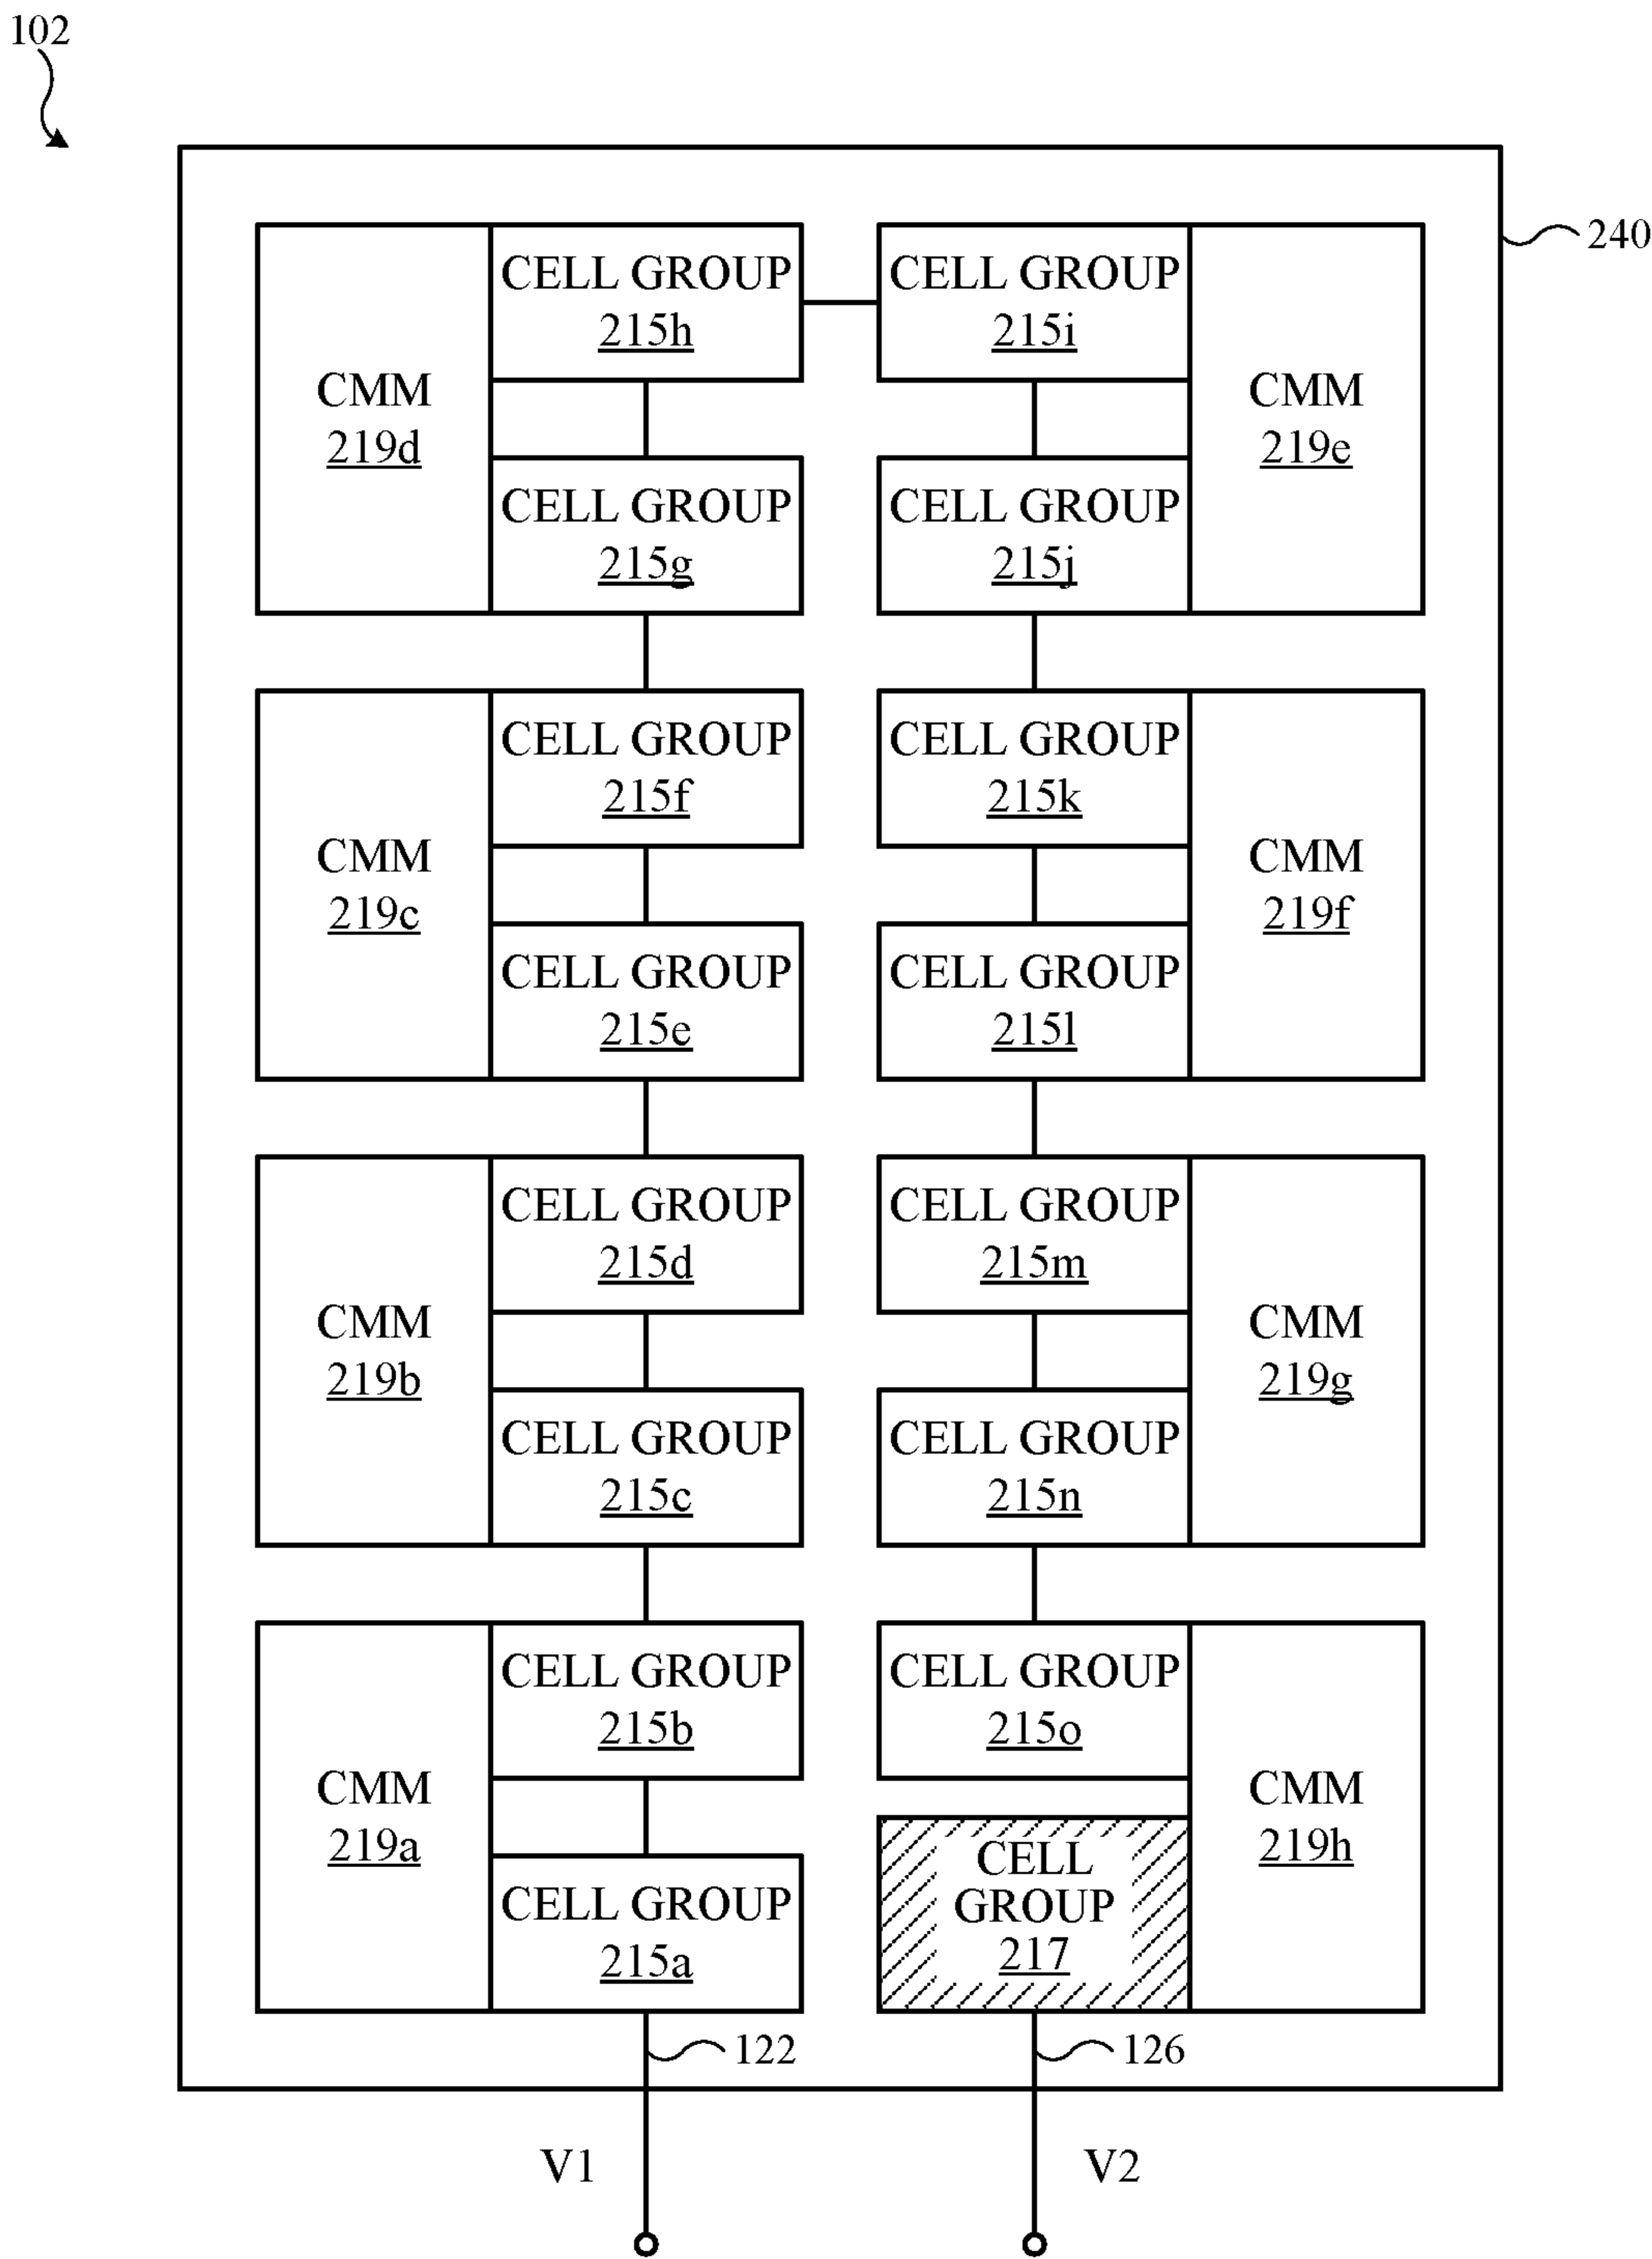 102
240
CELL GROUP
215h
CELL GROUP
215i
CMM
219d
CMM
219e
CELL GROUP
215g
CELL GROUP
215j
CELL GROUP
215f
CELL GROUP
215k
CMM
219c
CMM
219f
CELL GROUP
215e
CELL GROUP
215l
CELL GROUP
215d
CELL GROUP
215m
CMM
219b
CMM
219g
CELL GROUP
215c
CELL GROUP
215n
CELL GROUP
215b
CELL GROUP
215o
CMM
219a
CMM
219h
CELL GROUP
215a
CELL
GROUP
217
122
126
V1
V2